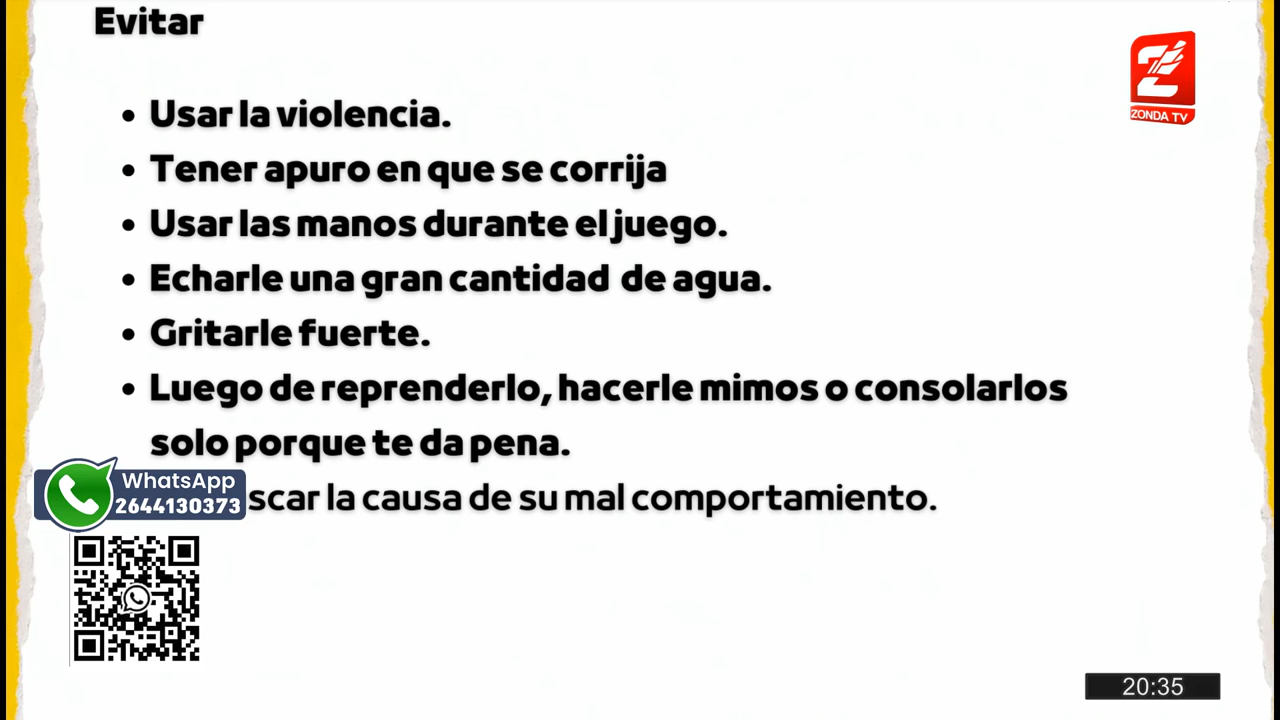 Evitar
ZONDA TV
• Usar la violencia.
• Tener apuro en que se corrija
• Usar las manos durante el juego.
• Echarle una gran cantidad de agua.
• Gritarle fuerte.
• Luego de reprenderlo, hacerle mimos o consolarlos
solo porque te da pena.
la causa de su mal comportamiento.
WhatsApp
2644130373
20:35